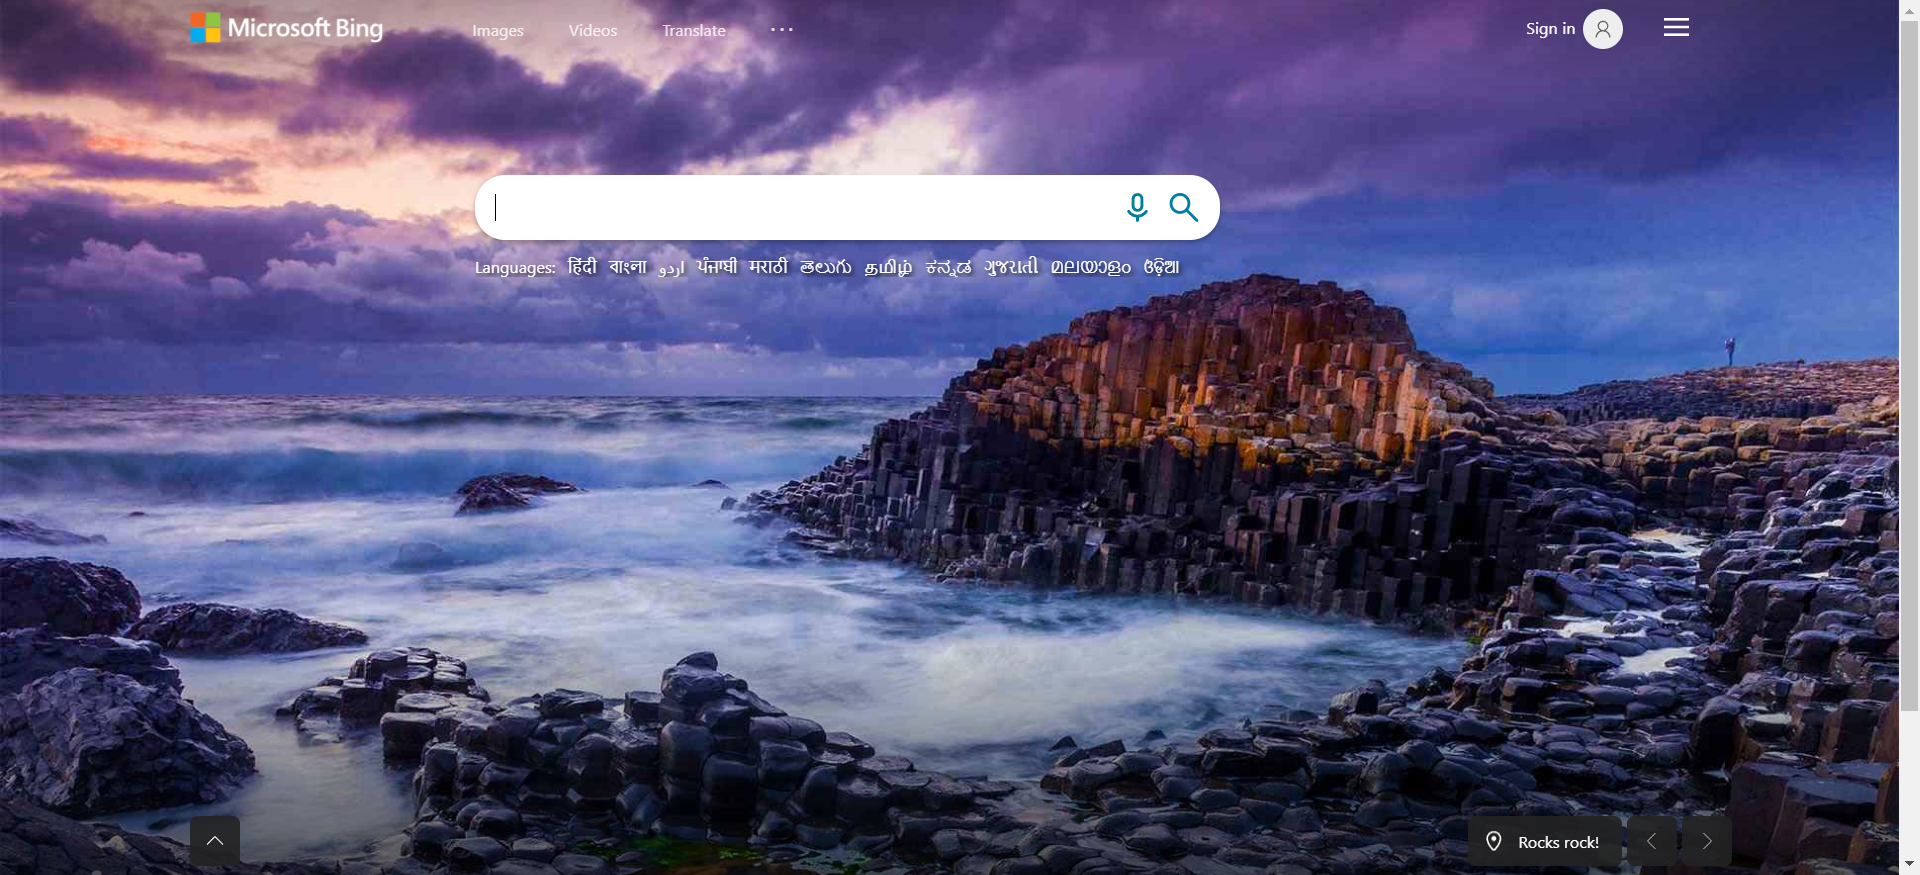 Microsoft Bing Images Videos Translate ... Sign in
Languages: हिंदी বাংলা اردو ਪੰਜਾਬੀ मराठी తెలుగు தமிழ் ಕನ್ನಡ ગુજરાતી മലയാളം ଓଡ଼ିଆ
Rocks rock!